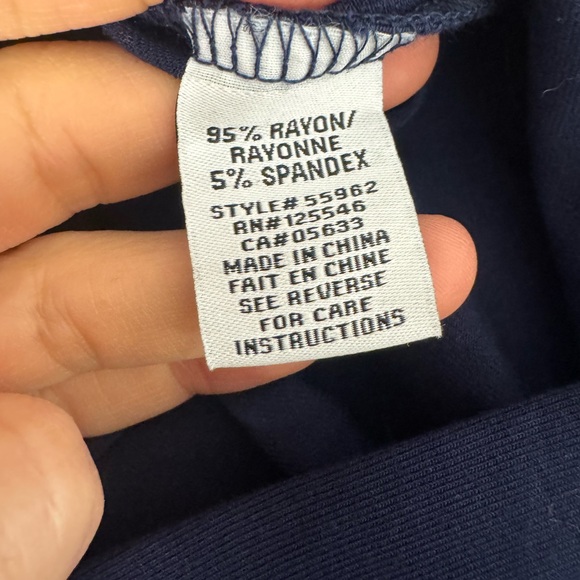 95% RAYON/
RAYONNE
5% SPANDEX
STYLE# 55962
RN#125546
CA#05633
MADE IN CHINA
FAIT EN CHINE
SEE REVERSE
FOR CARE
INSTRUCTIONS